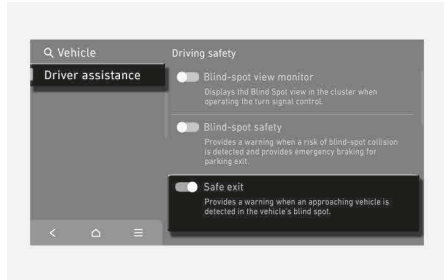 Vehicle
Driver assistance
Driving safety
Blind-spot view monitor
Displays thd Blind Spot view in the cluster when
operating the turn signal control.
Blind-spot safety
Provides a warning when a risk of blind-spot collision
is detected and provides emergency braking for
parking exit.
Safe exit
Provides a warning when an approaching vehicle is
detected in the vehicle's blind spot.